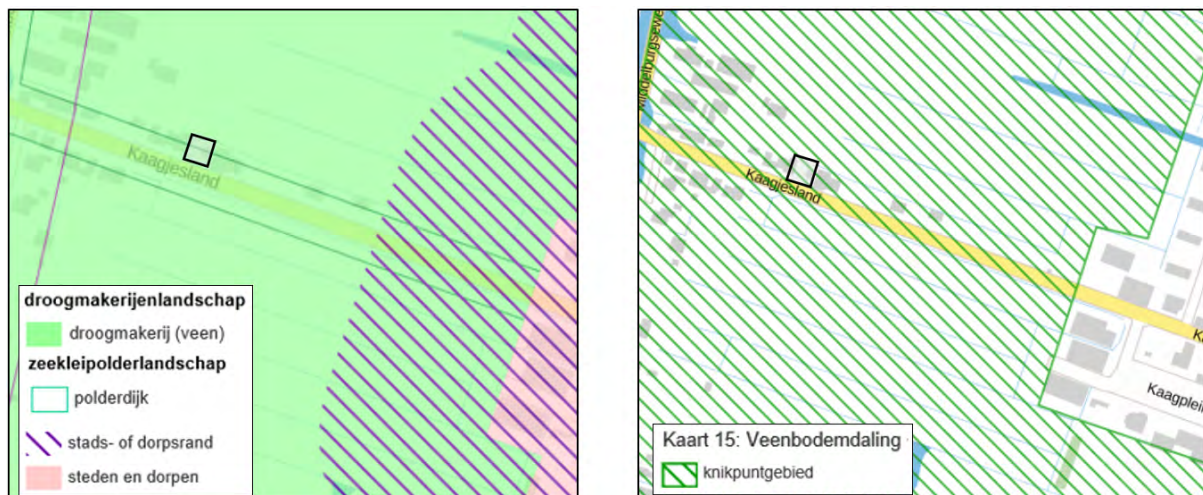 Kaagjesland
droogmakerijenlandschap
droogmakerij (veen)
zeekleipolderlandschap
polderdijk
stads- of dorpsrand
steden en dorpen
Kaagjesland
Kaart 15: Veenbodemdaling
knikpuntgebied